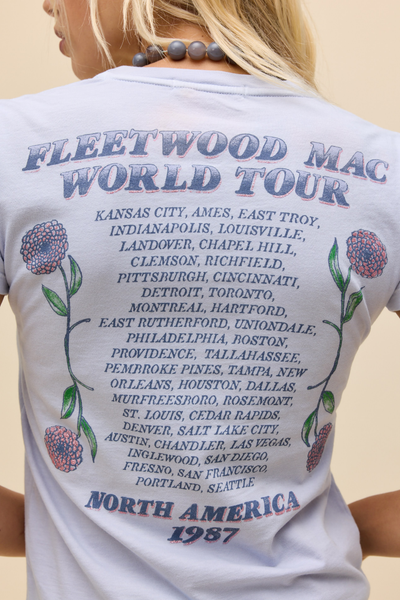 FLEETWOOD MAC
WORLD TOUR
KANSAS CITY, AMES, EAST TROY,
INDIANAPOLIS, LOUISVILLE,
LANDOVER, CHAPEL HILL,
CLEMSON, RICHFIELD,
PITTSBURGH, CINCINNATI,
DETROIT, TORONTO,
MONTREAL, HARTFORD,
EAST RUTHERFORD, UNIONDALE,
PHILADELPHIA, BOSTON,
PROVIDENCE, TALLAHASSEE,
PEMBROKE PINES, TAMPA, NEW
ORLEANS, HOUSTON, DALLAS,
MURFREESBORO, ROSEMONT,
ST. LOUIS, CEDAR RAPIDS,
DENVER, SALT LAKE CITY,
AUSTIN, CHANDLER, LAS VEGAS,
INGLEWOOD, SAN DIEGO,
FRESNO, SAN FRANCISCO,
PORTLAND, SEATTLE
NORTH AMERICA
1987